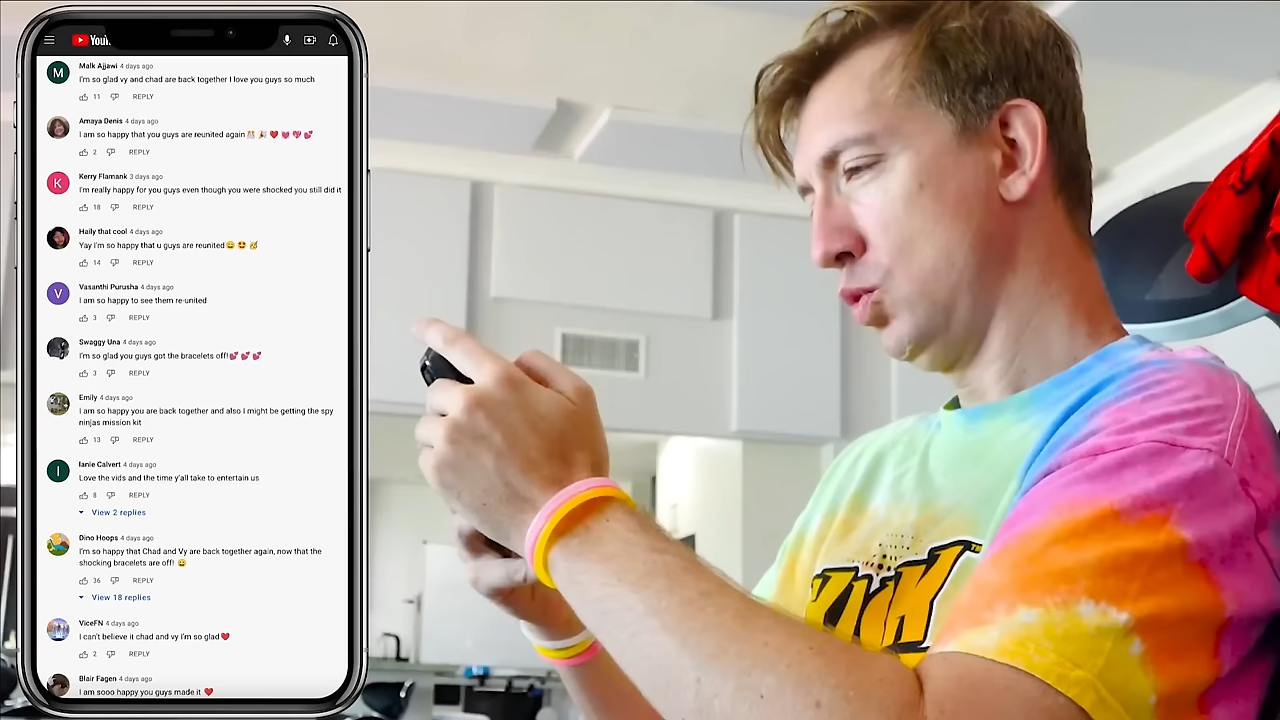 Malk Ajjawi 4 days ago
I'm so glad vy and chad are back together I love you guys so much
11 REPLY
Amaya Denis 4 days ago
I am so happy that you guys are reunited again🎊 🎉 ❤️ 💓 💖 💕
2 REPLY
Kerry Flamank 3 days ago
I'm really happy for you guys even though you were shocked you still did it
18 REPLY
Haily that cool 4 days ago
Yay I'm so happy that u guys are reunited😄 🤩 🥳
14 REPLY
Vasanthi Purusha 4 days ago
I am so happy to see them re-united
3 REPLY
Swaggy Una 4 days ago
I'm so glad you guys got the bracelets off!💕 💕 💕
3 REPLY
Emily 4 days ago
I am so happy you are back together and also I might be getting the spy
ninjas mission kit
13 REPLY
Ianie Calvert 4 days ago
Love the vids and the time y'all take to entertain us
8 REPLY
View 2 replies
Dino Hoops 4 days ago
I'm so happy that Chad and Vy are back together again, now that the
shocking bracelets are off! 😄
36 REPLY
View 18 replies
ViceFN 4 days ago
I can't believe it chad and vy I'm so glad❤️
2 REPLY
Blair Fagen 4 days ago
I am sooo happy you guys made it ❤️